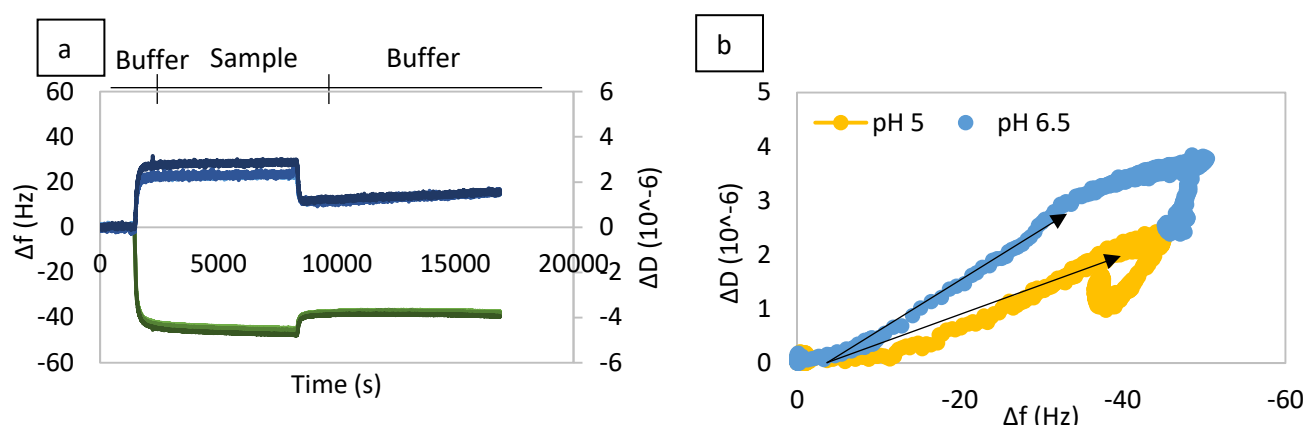 a
Buffer Sample Buffer
60
40
20
0
-20
-40
-60
Δf (Hz)
0 5000 10000 15000 20000
Time (s)
6
4
2
0
-2
-4
-6
ΔD (10^-6)
b
5
4
3
2
1
0
ΔD (10^-6)
pH 5 pH 6.5
0 -20 -40 -60
Δf (Hz)